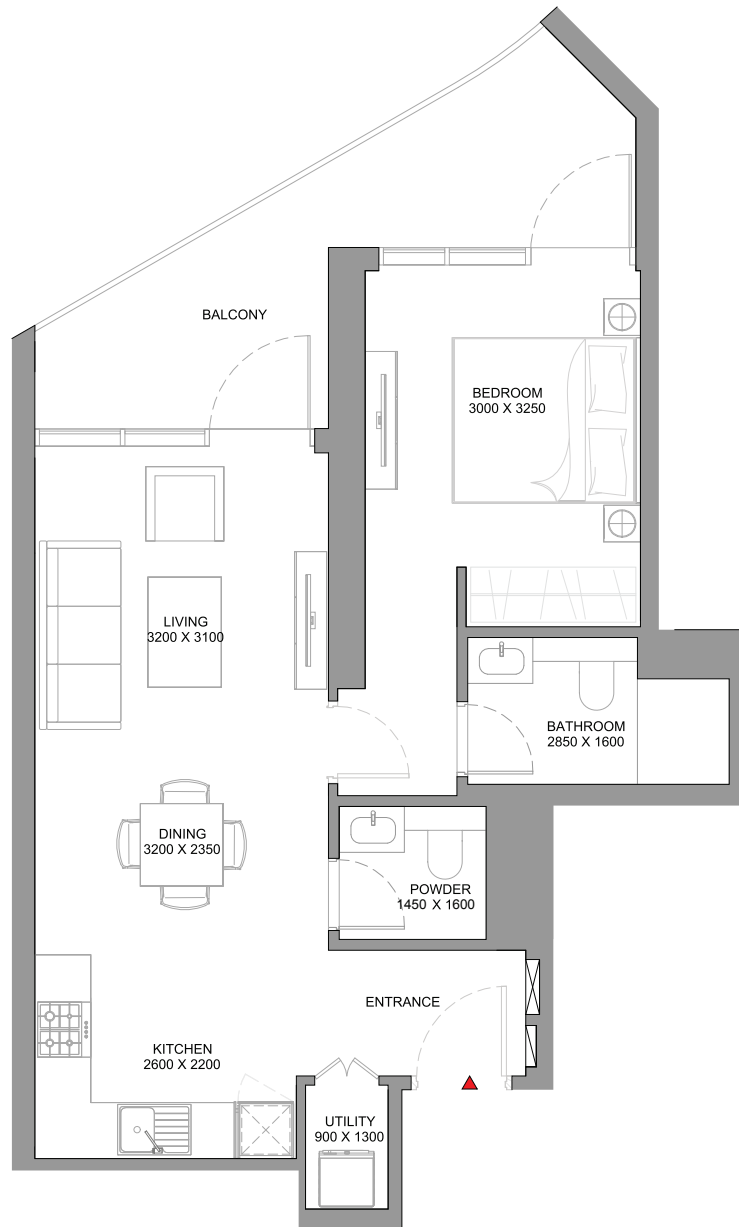 BALCONY
BEDROOM
3000 X 3250
LIVING
3200 X 3100
BATHROOM
2850 X 1600
DINING
3200 X 2350
POWDER
1450 X 1600
ENTRANCE
KITCHEN
2600 X 2200
UTILITY
900 X 1300